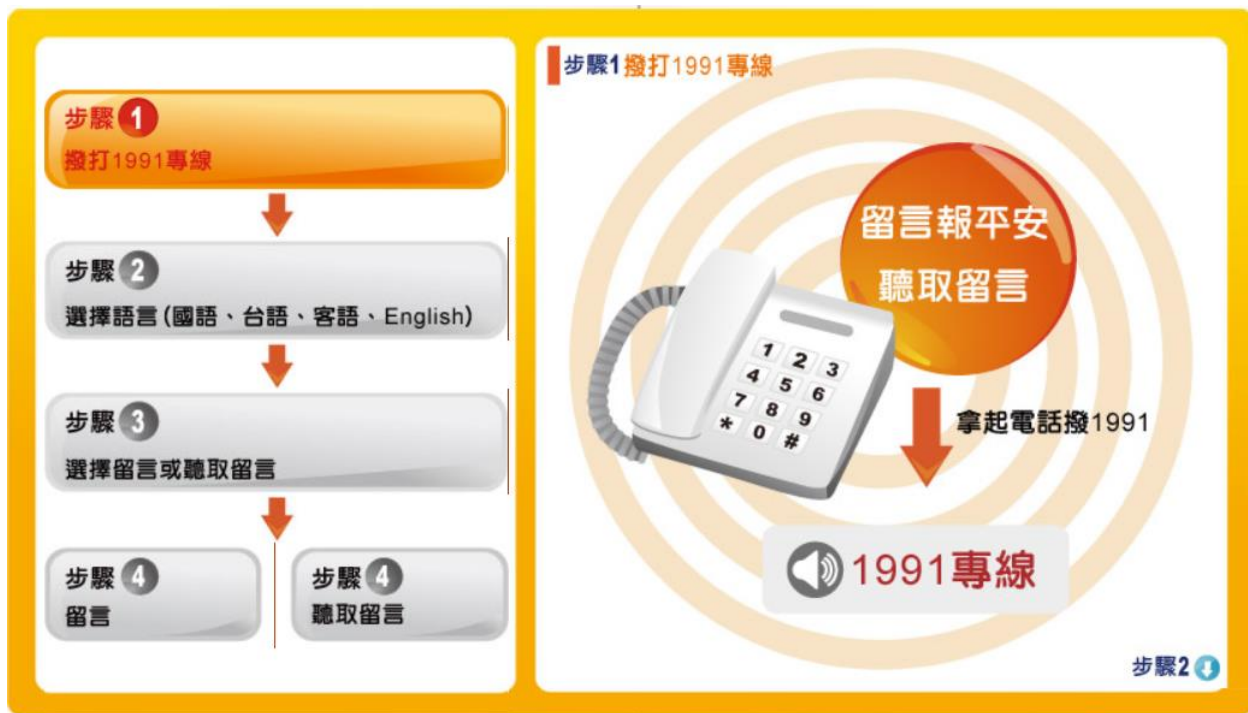 步驟1
撥打1991專線
步驟2
選擇語言(國語、台語、客語、English)
步驟3
選擇留言或聽取留言
步驟4
留言
步驟4
聽取留言
步驟1撥打1991專線
留言報平安
聽取留言
1 2 3
4 5 6
7 8 9
* 0 #
拿起電話撥1991
1991專線
步驟2